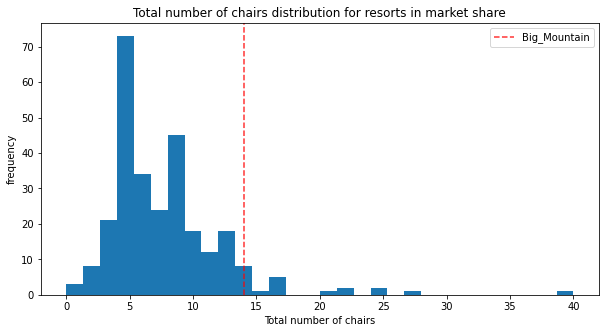 Total number of chairs distribution for resorts in market share
Big_Mountain
frequency
70
60
50
40
30
20
10
0
0 5 10 15 20 25 30 35 40
Total number of chairs